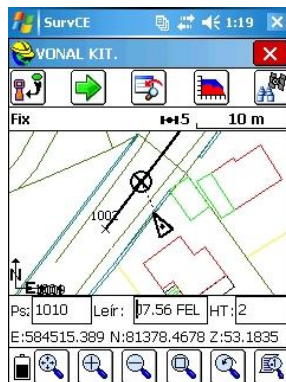 SurvCE 1:19
VONAL KIT.
Fix 5 10 m
1002
N
Ps: 1010 Leír: 07.56 FEL HT: 2
E:584515.389 N:81378.4678 Z:53.1835